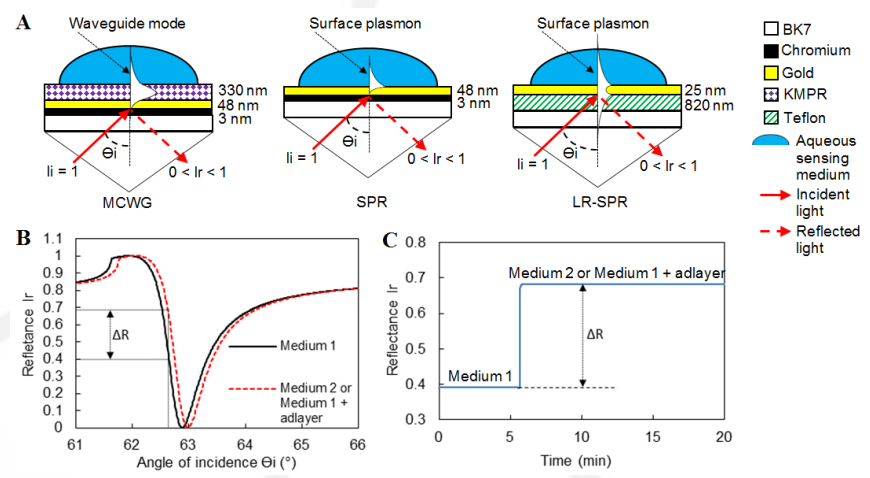 A
Waveguide mode
Surface plasmon
Surface plasmon
330 nm
48 nm
3 nm
48 nm
3 nm
25 nm
820 nm
Θi
Θi
Θi
Ii = 1
0 < Ir < 1
Ii = 1
0 < Ir < 1
Ii = 1
0 < Ir < 1
MCWG
SPR
LR-SPR
BK7
Chromium
Gold
KMPR
Teflon
Aqueous
sensing
medium
Incident
light
Reflected
light
B
Refletance Ir
1.1
1
0.9
0.8
0.7
0.6
0.5
0.4
0.3
0.2
0.1
0
ΔR
Medium 1
Medium 2 or
Medium 1 +
adlayer
61
62
63
64
65
66
Angle of incidence Θi (°)
C
Reflectance Ir
0.8
0.7
0.6
0.5
0.4
0.3
Medium 2 or Medium 1 + adlayer
ΔR
Medium 1
0
5
10
15
20
Time (min)